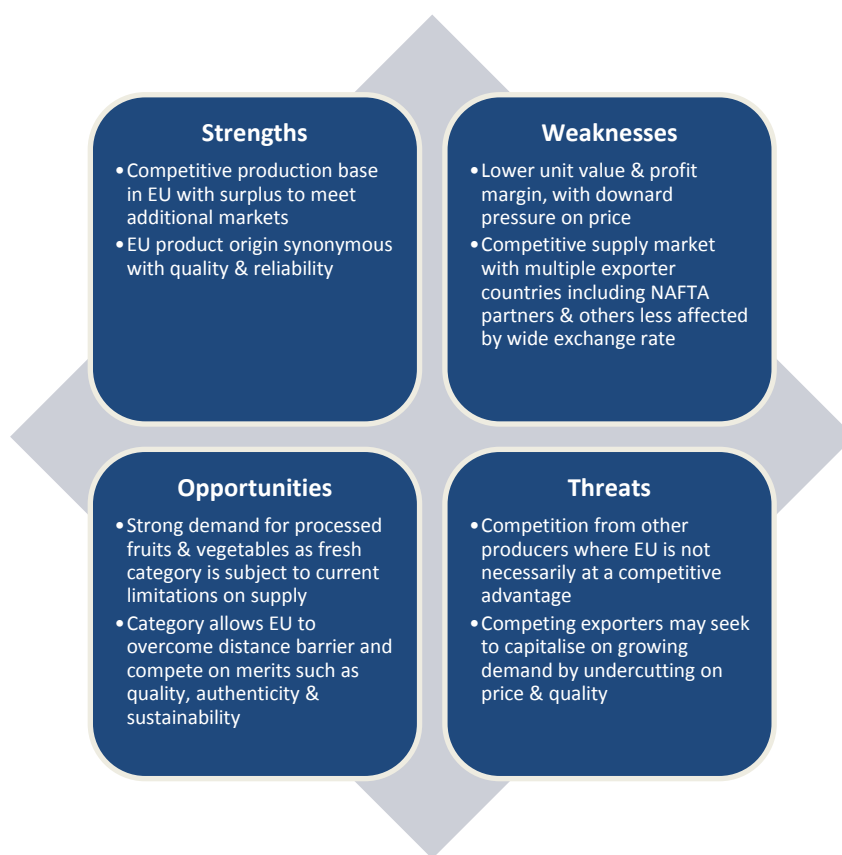 Strengths
•Competitive production base
in EU with surplus to meet
additional markets
•EU product origin synonymous
with quality & reliability
Weaknesses
•Lower unit value & profit
margin, with downard
pressure on price
•Competitive supply market
with multiple exporter
countries including NAFTA
partners & others less affected
by wide exchange rate
Opportunities
•Strong demand for processed
fruits & vegetables as fresh
category is subject to current
limitations on supply
•Category allows EU to
overcome distance barrier and
compete on merits such as
quality, authenticity &
sustainability
Threats
•Competition from other
producers where EU is not
necessarily at a competitive
advantage
•Competing exporters may seek
to capitalise on growing
demand by undercutting on
price & quality